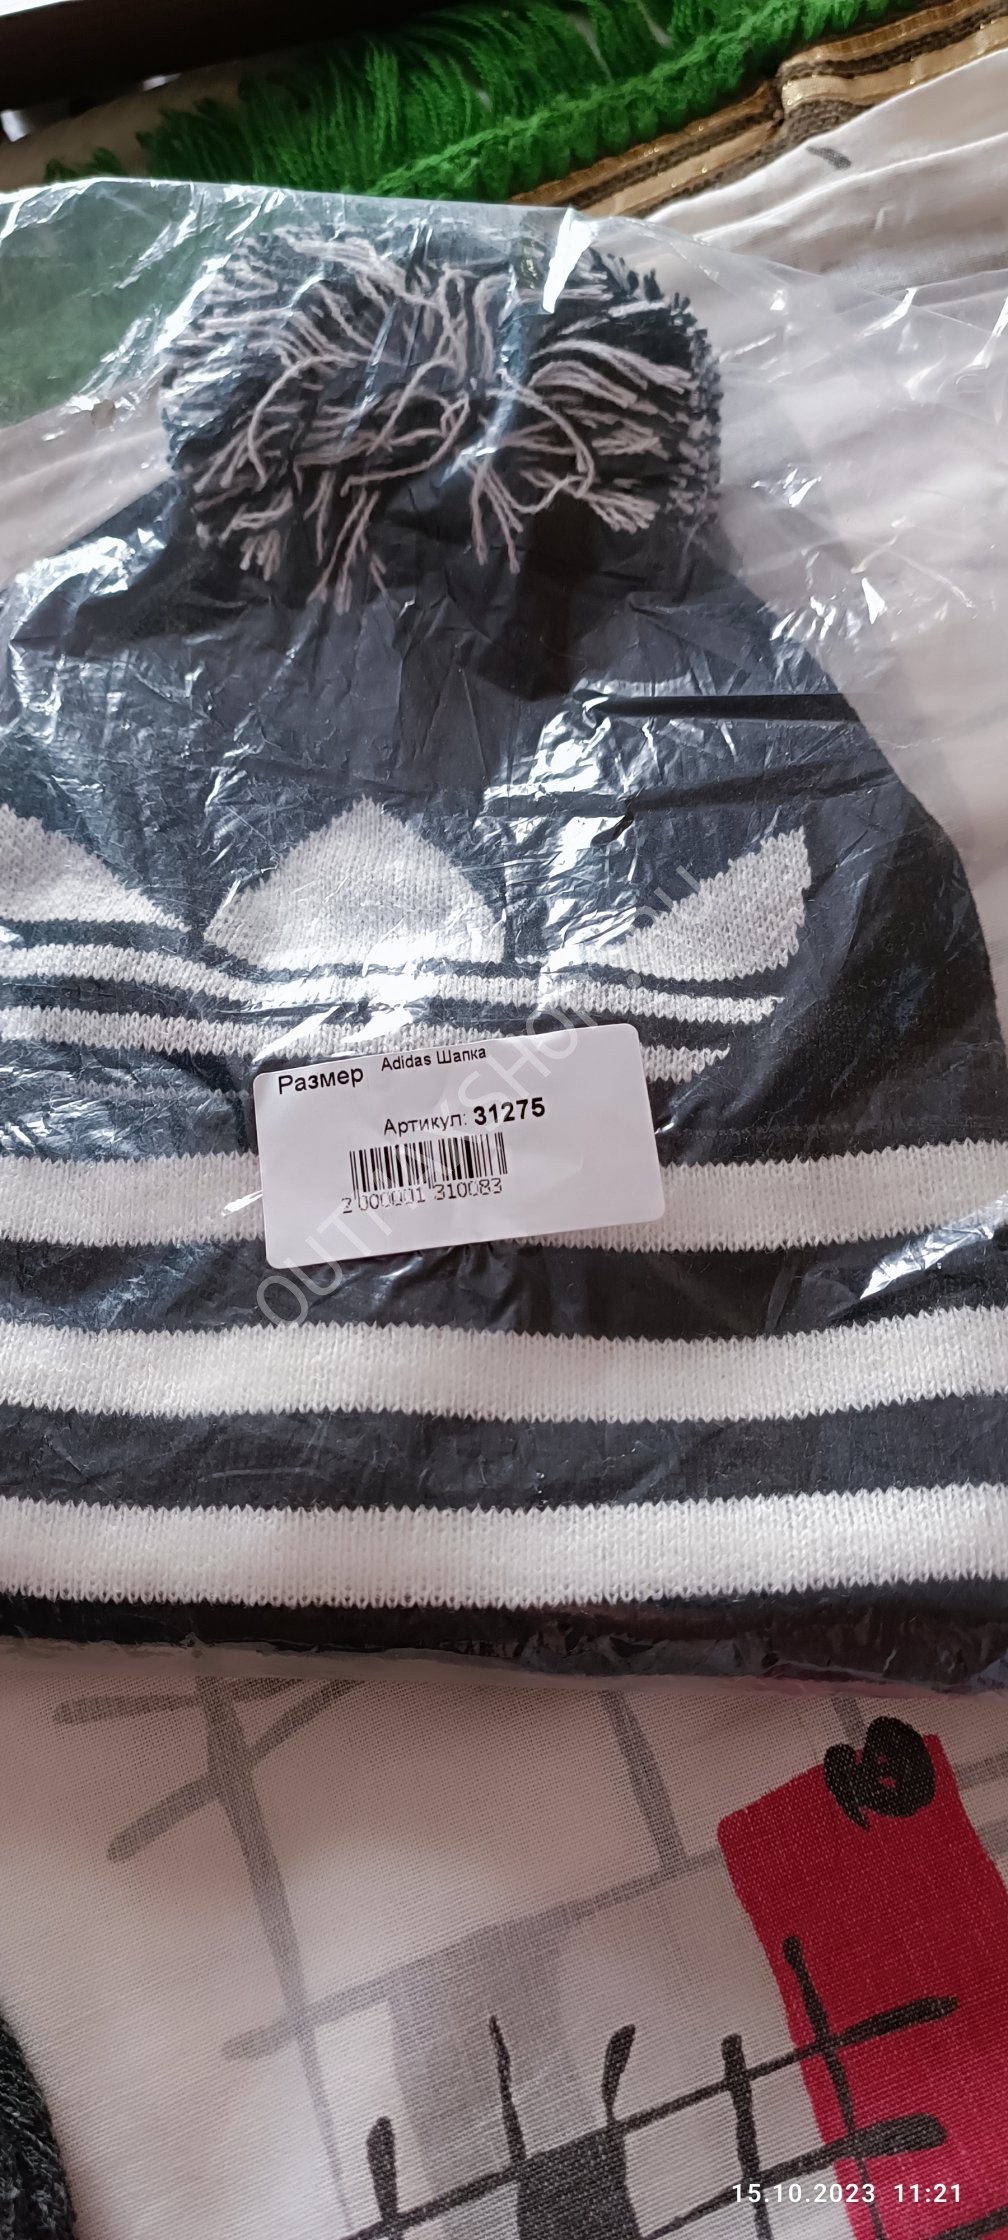 Размер Adidas Шапка
Артикул: 31275
2 000001 310083
15.10.2023 11:21